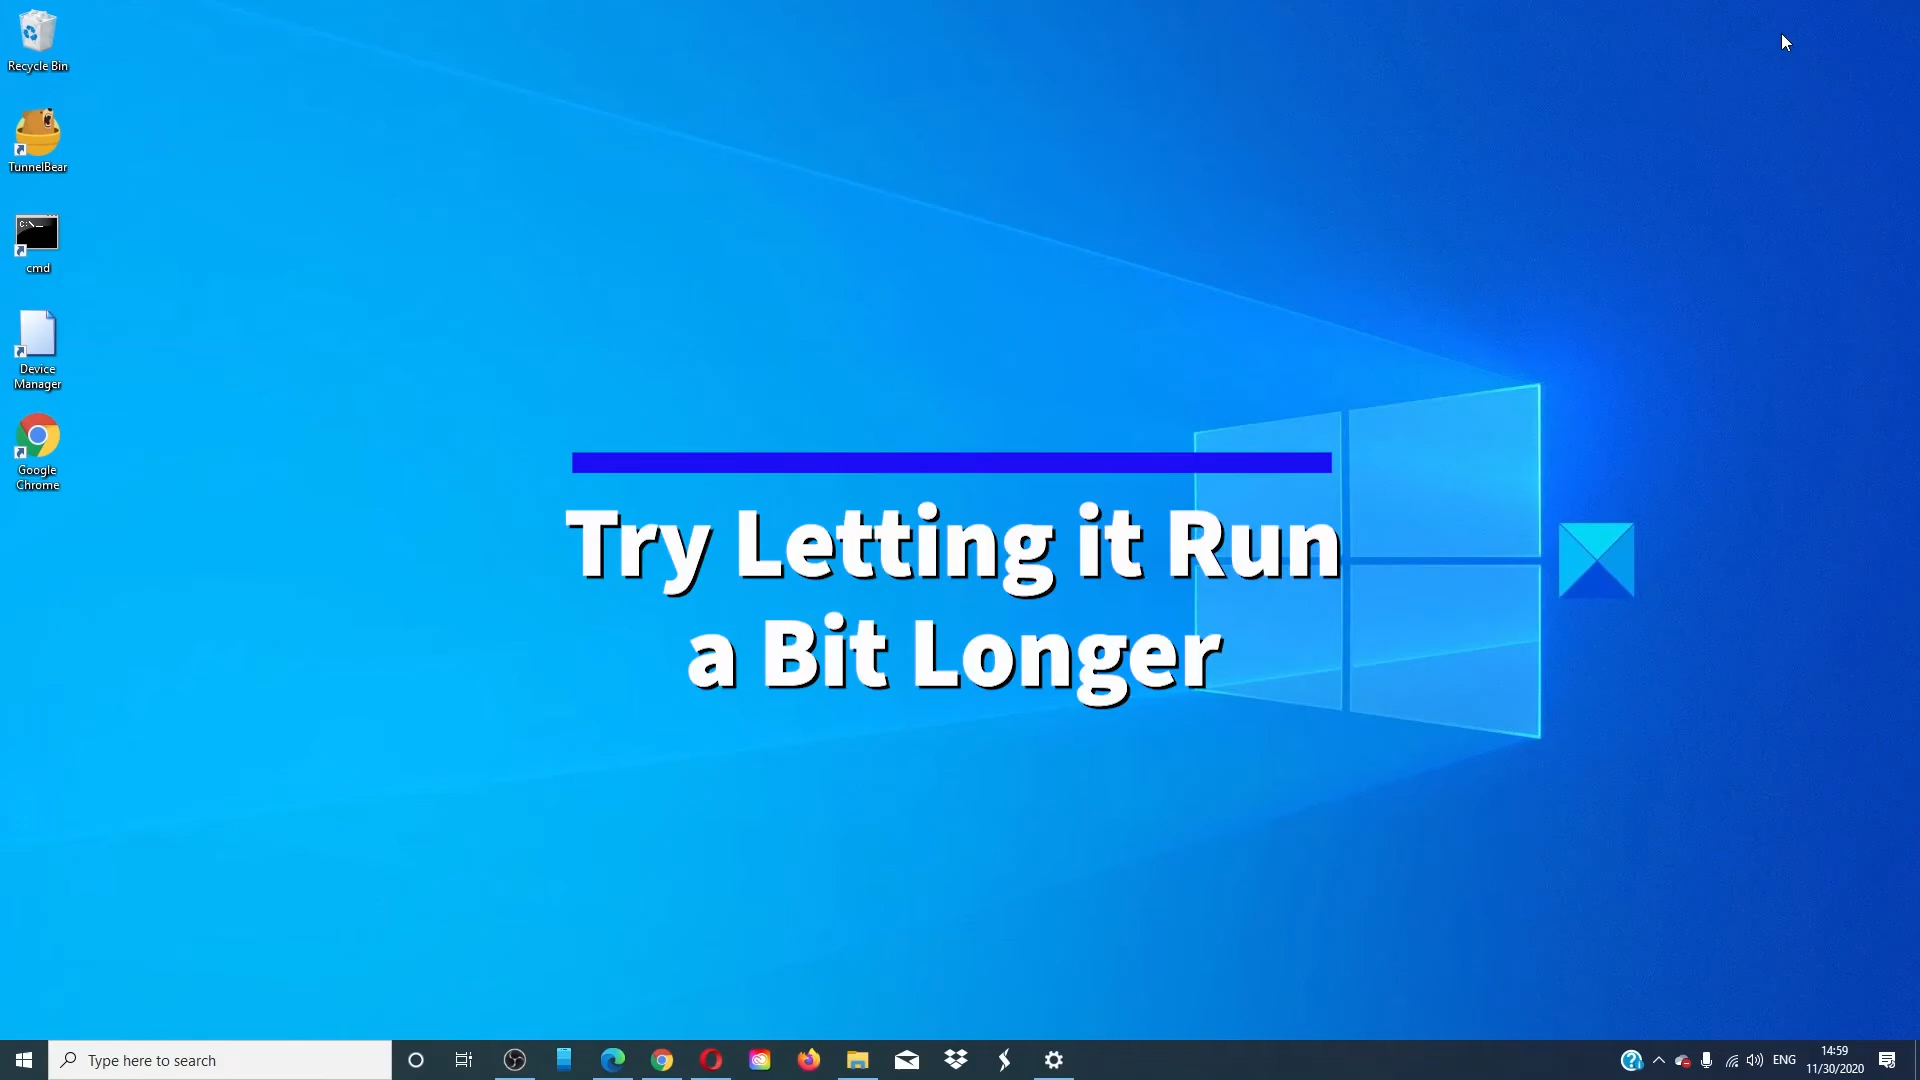 Recycle Bin
TunnelBear
C:\_
cmd
Device
Manager
Google
Chrome
Try Letting it Run
a Bit Longer
Type here to search
ENG
14:59
11/30/2020